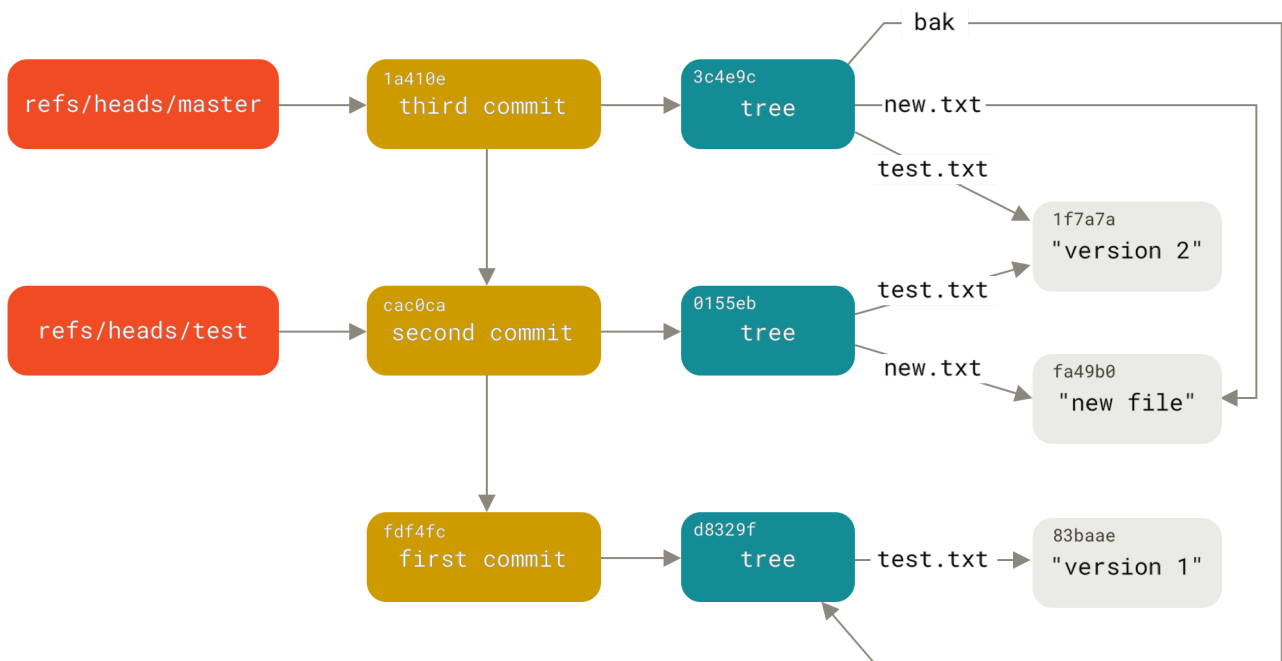 bak
refs/heads/master
1a410e
third commit
3c4e9c
tree
new.txt
test.txt
1f7a7a
"version 2"
refs/heads/test
cac0ca
second commit
0155eb
tree
test.txt
new.txt
fa49b0
"new file"
fdf4fc
first commit
d8329f
tree
test.txt
83baae
"version 1"